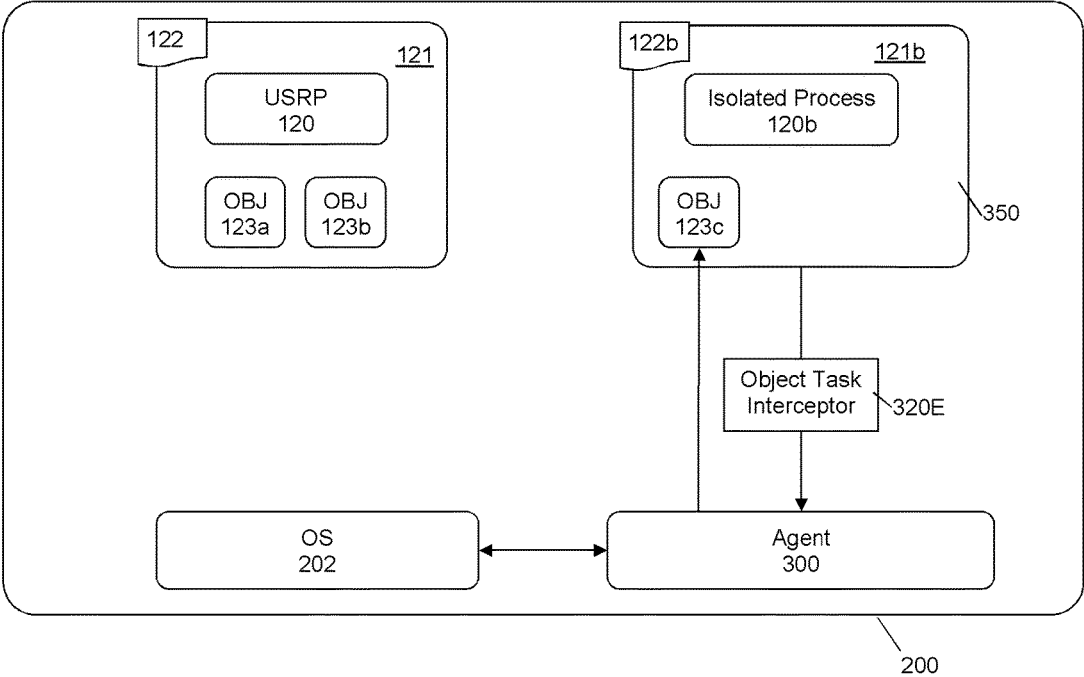 122
121
USRP
120
OBJ
123a
OBJ
123b
122b
121b
Isolated Process
120b
OBJ
123c
350
Object Task
Interceptor
320E
OS
202
Agent
300
200